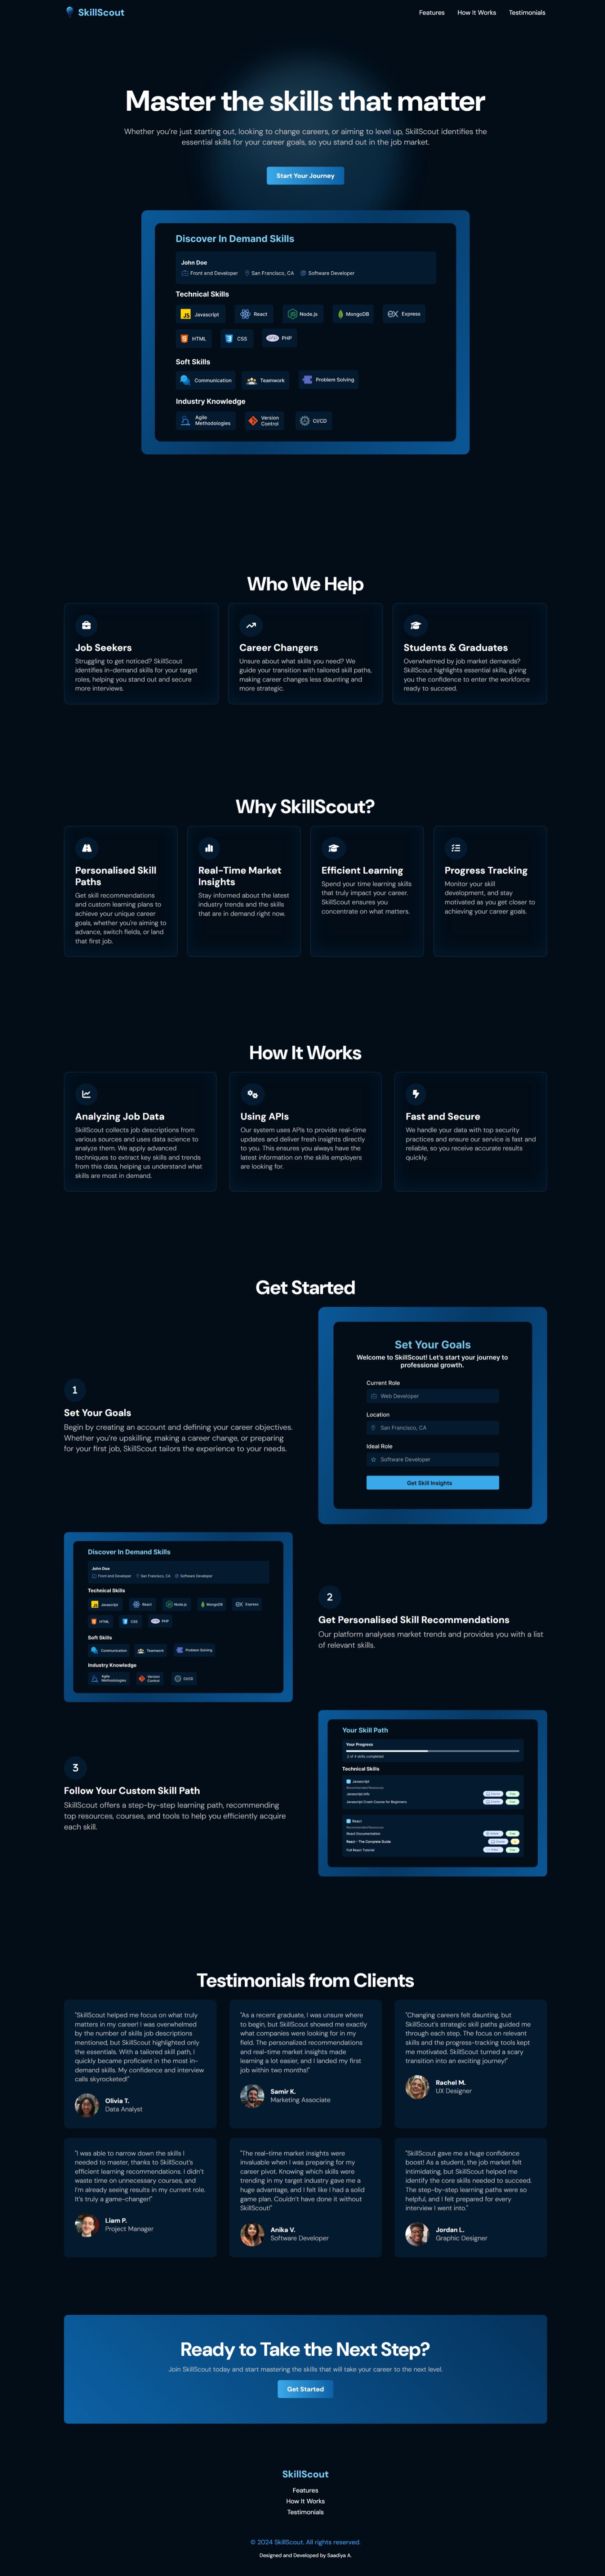 SkillScout
Features
How It Works
Testimonials
Master the skills that matter
Whether you're just starting out, looking to change careers, or aiming to level up, SkillScout identifies the
essential skills for your career goals, so you stand out in the job market.
Start Your Journey
Discover In Demand Skills
John Doe
Front and Developer
San Francisco, CA
Software Developer
Technical Skills
JS Javascript
React
Node.js
MongoDB
EX Express
HTML
CSS
PHP
Soft Skills
Communication
Teamwork
Problem Solving
Industry Knowledge
Agile
Methodologies
Version
Control
CI/CD
Who We Help
Job Seekers
Struggling to get noticed? SkillScout
identifies in-demand skills for your target
roles, helping you stand out and secure
more interviews.
Career Changers
Unsure about what skills you need? We
guide your transition with tailored skill paths,
making career changes less daunting and
more strategic.
Students & Graduates
Overwhelmed by job market demands?
SkillScout highlights essential skills, giving
you the confidence to enter the workforce
ready to succeed.
Why SkillScout?
Personalised Skill
Paths
Get skill recommendations
and custom learning plans to
achieve your unique career
goals, whether you're aiming to
advance, switch fields, or land
that first job.
Real-Time Market
Insights
Stay informed about the latest
industry trends and the skills
that are in demand right now.
Efficient Learning
Spend your time learning skills
that truly impact your career.
SkillScout ensures you
concentrate on what matters.
Progress Tracking
Monitor your skill
development, and stay
motivated as you get closer to
achieving your career goals.
How It Works
Analyzing Job Data
SkillScout collects job descriptions from
various sources and uses data science to
analyze them. We apply advanced
techniques to extract key skills and trends
from this data, helping us understand what
skills are most in demand.
Using APIs
Our system uses APIs to provide real-time
updates and deliver fresh insights directly
to you. This ensures you always have the
latest information on the skills employers
are looking for.
Fast and Secure
We handle your data with top security
practices and ensure our service is fast and
reliable, so you receive accurate results
quickly.
Get Started
1
Set Your Goals
Begin by creating an account and defining your career objectives.
Whether you're upskilling, making a career change, or preparing
for your first job, SkillScout tailors the experience to your needs.
Set Your Goals
Welcome to SkillScout! Let's start your journey to
professional growth.
Current Role
Web Developer
Location
San Francisco, CA
Ideal Role
Software Developer
Get Skill Insights
Discover In Demand Skills
John Doe
Front and Developer
San Francisco, CA
Software Developer
Technical Skills
JS Javascript
React
Node.js
MongoDB
EX Express
HTML
CSS
PHP
Soft Skills
Communication
Teamwork
Problem Solving
Industry Knowledge
Agile
Methodologies
Version
Control
CI/CD
2
Get Personalised Skill Recommendations
Our platform analyses market trends and provides you with a list
of relevant skills.
3
Follow Your Custom Skill Path
SkillScout offers a step-by-step learning path, recommending
top resources, courses, and tools to help you efficiently acquire
each skill.
Your Skill Path
Your Progress
of 4 skills completed
Technical Skills
Javascript
Recommended Resources
Javascript Info
Javascript Crash Course for Beginners
React
Recommended Resources
React Documentation
React - The Complete Guide
Full React Tutorial
Testimonials from Clients
"SkillScout helped me focus on what truly
matters in my career! I was overwhelmed
by the number of skills job descriptions
mentioned, but SkillScout highlighted only
the essentials. With a tailored skill path, I
quickly became proficient in the most in-
demand skills. My confidence and interview
calls skyrocketed!"
Olivia T.
Data Analyst
"As a recent graduate, I was unsure where
to begin, but SkillScout showed me exactly
what companies were looking for in my
field. The personalized recommendations
and real-time market insights made
learning a lot easier, and I landed my first
job within two months!"
Samir K.
Marketing Associate
"Changing careers felt daunting, but
SkillScout's strategic skill paths guided me
through each step. The focus on relevant
skills and the progress-tracking tools kept
me motivated. SkillScout turned a scary
transition into an exciting journey!"
Rachel M.
UX Designer
"I was able to narrow down the skills I
needed to master, thanks to SkillScout's
efficient learning recommendations. I didn't
waste time on unnecessary courses, and
I'm already seeing results in my current role.
It's truly a game-changer!"
Liam P.
Project Manager
"The real-time market insights were
invaluable when I was preparing for my
career pivot. Knowing which skills were
trending in my target industry gave me a
huge advantage, and I felt like I had a solid
game plan. Couldn't have done it without
SkillScout!"
Anika V.
Software Developer
"SkillScout gave me a huge confidence
boost! As a student, the job market felt
intimidating, but SkillScout helped me
identify the core skills needed to succeed.
The step-by-step learning paths were so
helpful, and I felt prepared for every
interview I went into."
Jordan L.
Graphic Designer
Ready to Take the Next Step?
Join SkillScout today and start mastering the skills that will take your career to the next level.
Get Started
SkillScout
Features
How It Works
Testimonials
© 2024 SkillScout. All rights reserved.
Designed and Developed by Saadiya A.